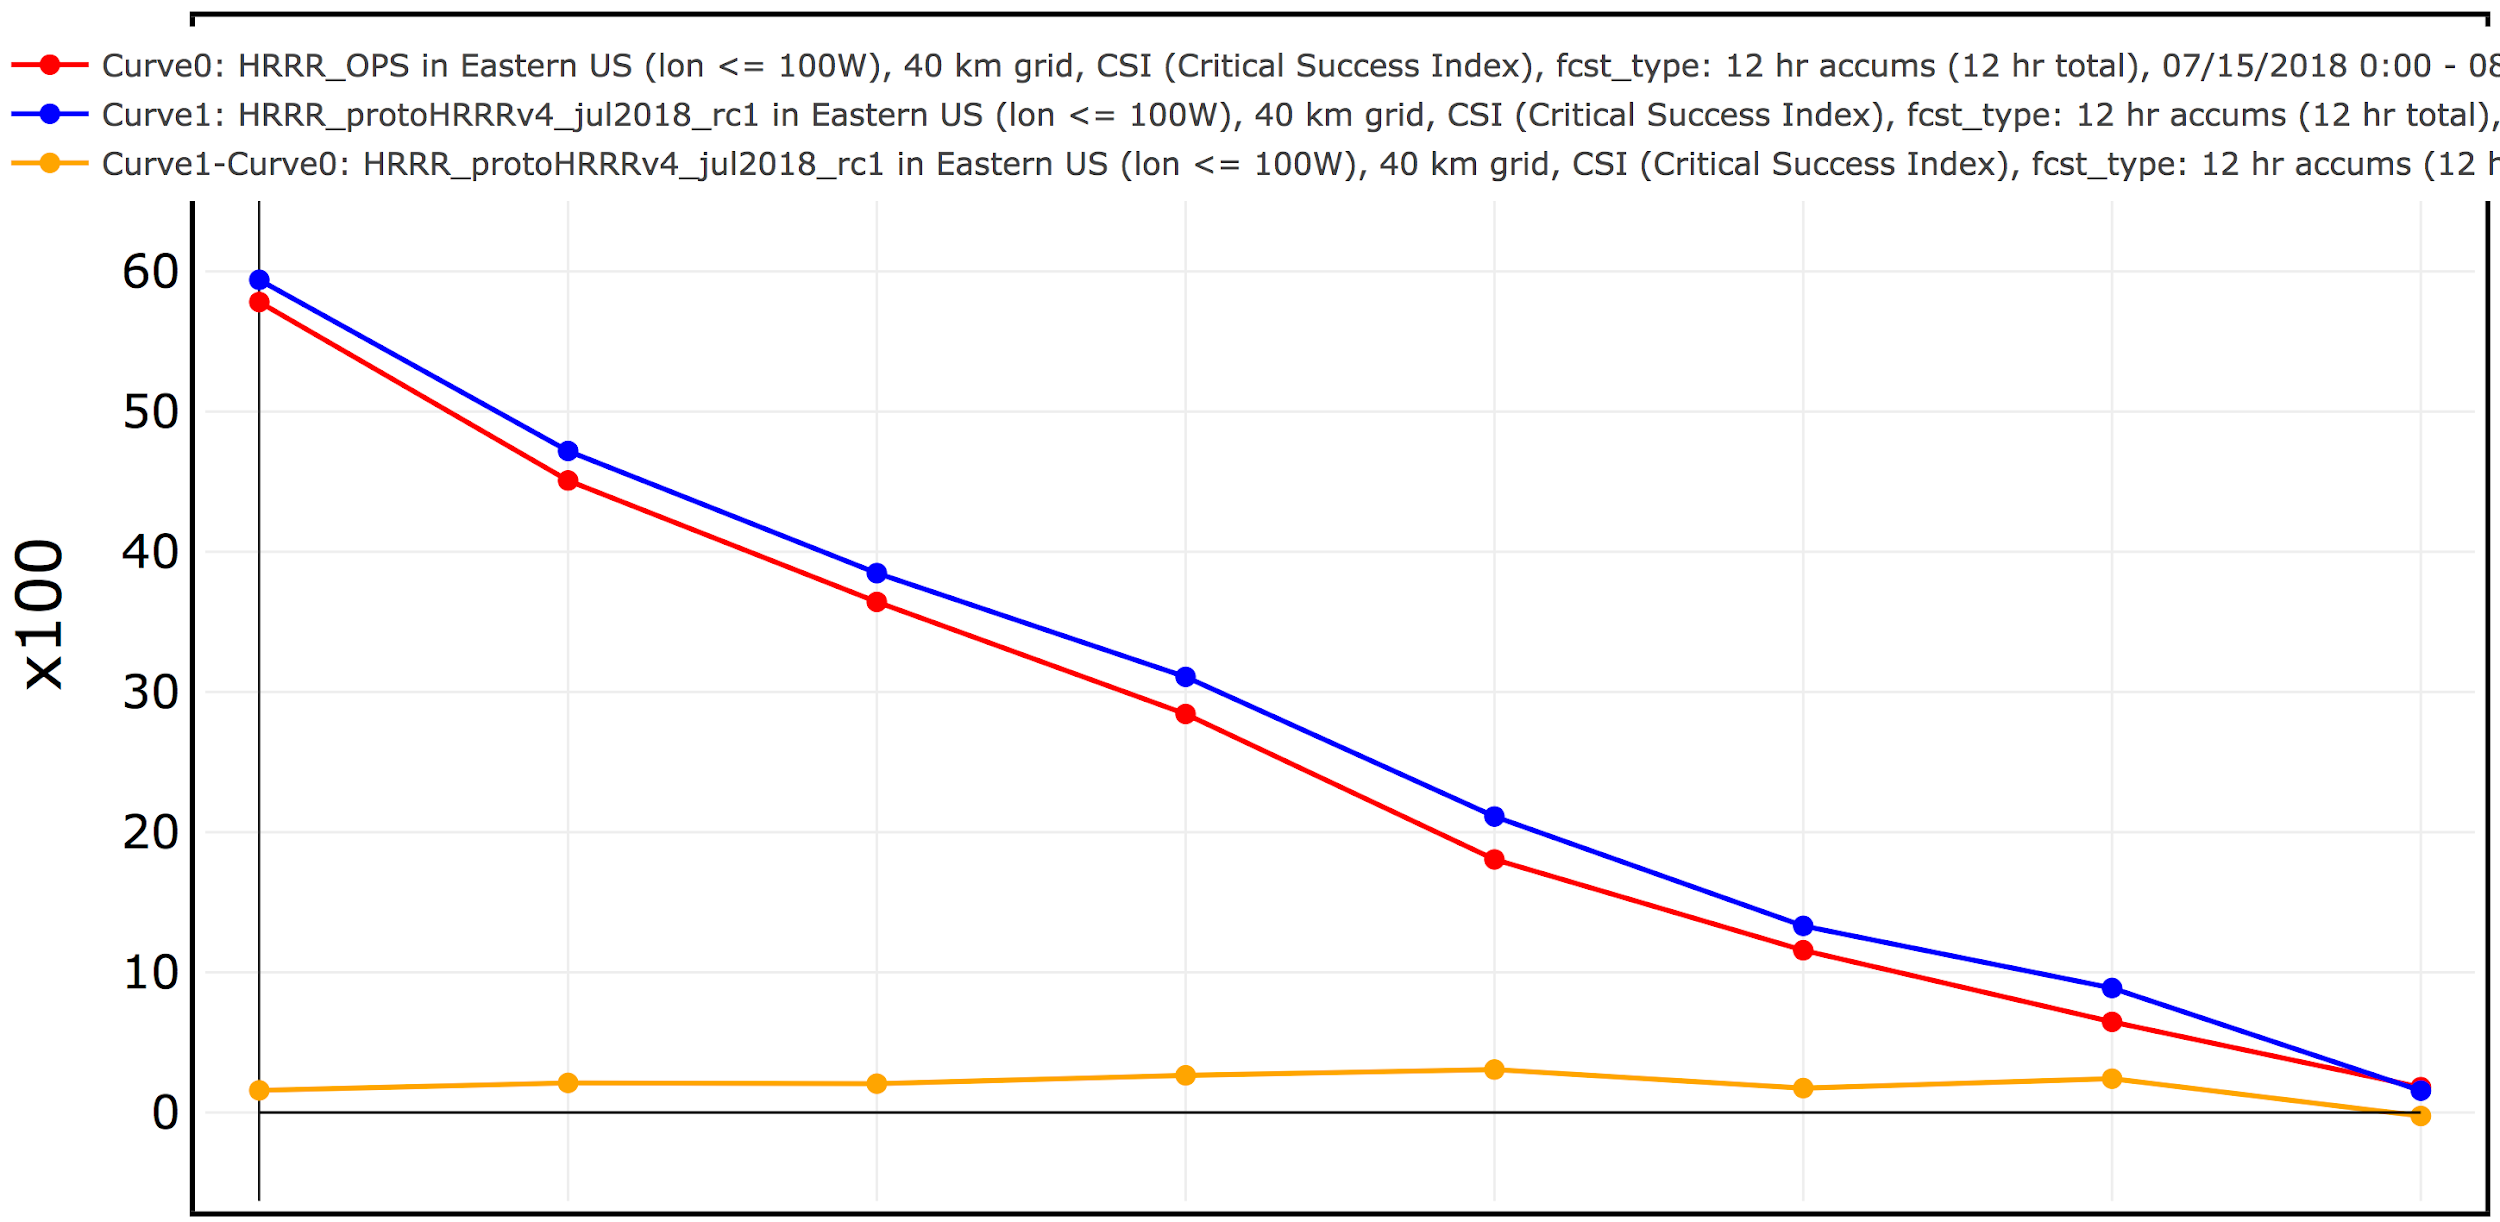 Curve0: HRRR_OPS in Eastern US (lon <= 100W), 40 km grid, CSI (Critical Success Index), fcst_type: 12 hr accums (12 hr total), 07/15/2018 0:00 - 08
Curve1: HRRR_protoHRRRv4_jul2018_rc1 in Eastern US (lon <= 100W), 40 km grid, CSI (Critical Success Index), fcst_type: 12 hr accums (12 hr total),
Curve1-Curve0: HRRR_protoHRRRv4_jul2018_rc1 in Eastern US (lon <= 100W), 40 km grid, CSI (Critical Success Index), fcst_type: 12 hr accums (12 h
60
50
40
30
20
10
0
x100